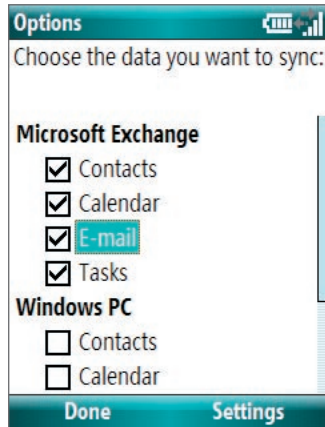 Options
Choose the data you want to sync:
Microsoft Exchange
Contacts
Calendar
E-mail
Tasks
Windows PC
Contacts
Calendar
Done Settings